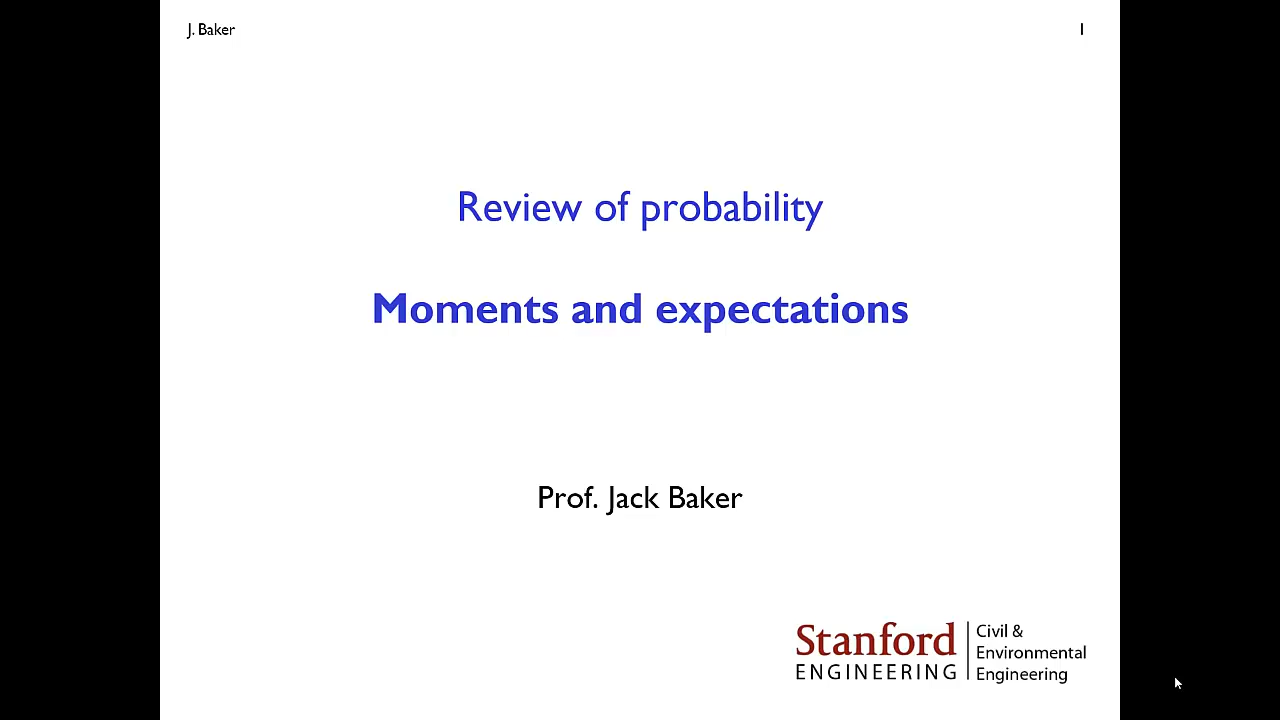 J. Baker
1
Review of probability
Moments and expectations
Prof. Jack Baker
Stanford
ENGINEERING
Civil &
Environmental
Engineering